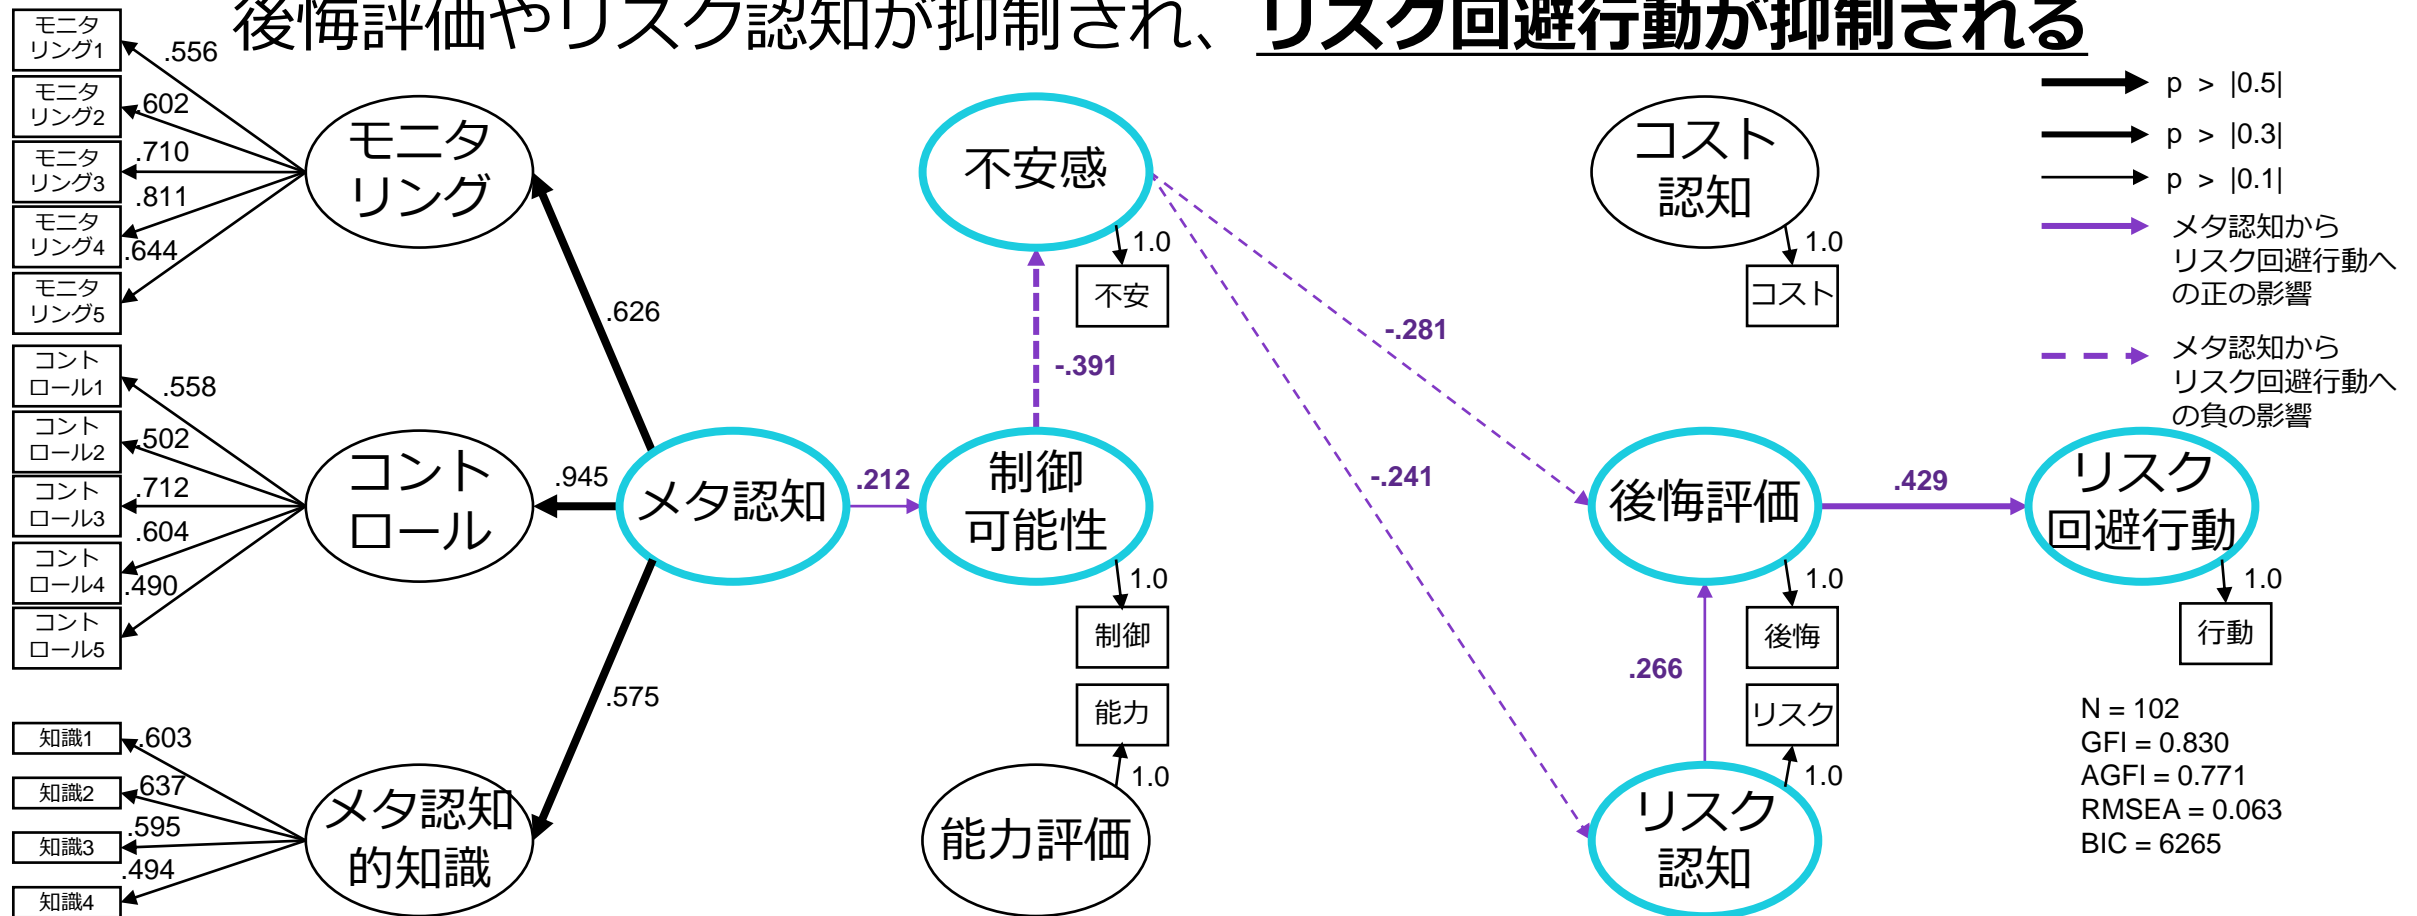 後悔評価やリスク認知が抑制され、リスク回避行動が抑制される
モニタ
リング1
モニタ
リング2
モニタ
リング3
モニタ
リング4
モニタ
リング5
.556
.602
.710
.811
.644
コント
ロール1
コント
ロール2
コント
ロール3
コント
ロール4
コント
ロール5
.558
.502
.712
.604
.490
知識1
知識2
知識3
知識4
.603
.637
.595
.494
モニタ
リング
コント
ロール
メタ認知
的知識
.626
.945
.575
メタ認知
.212
不安感
1.0
不安
-.391
制御
可能性
1.0
制御
能力
1.0
能力評価
-.281
-.241
コスト
認知
1.0
コスト
後悔評価
1.0
後悔
.266
リスク
1.0
リスク
認知
.429
リスク
回避行動
1.0
行動
p > |0.5|
p > |0.3|
p > |0.1|
メタ認知から
リスク回避行動へ
の正の影響
メタ認知から
リスク回避行動へ
の負の影響
N = 102
GFI = 0.830
AGFI = 0.771
RMSEA = 0.063
BIC = 6265